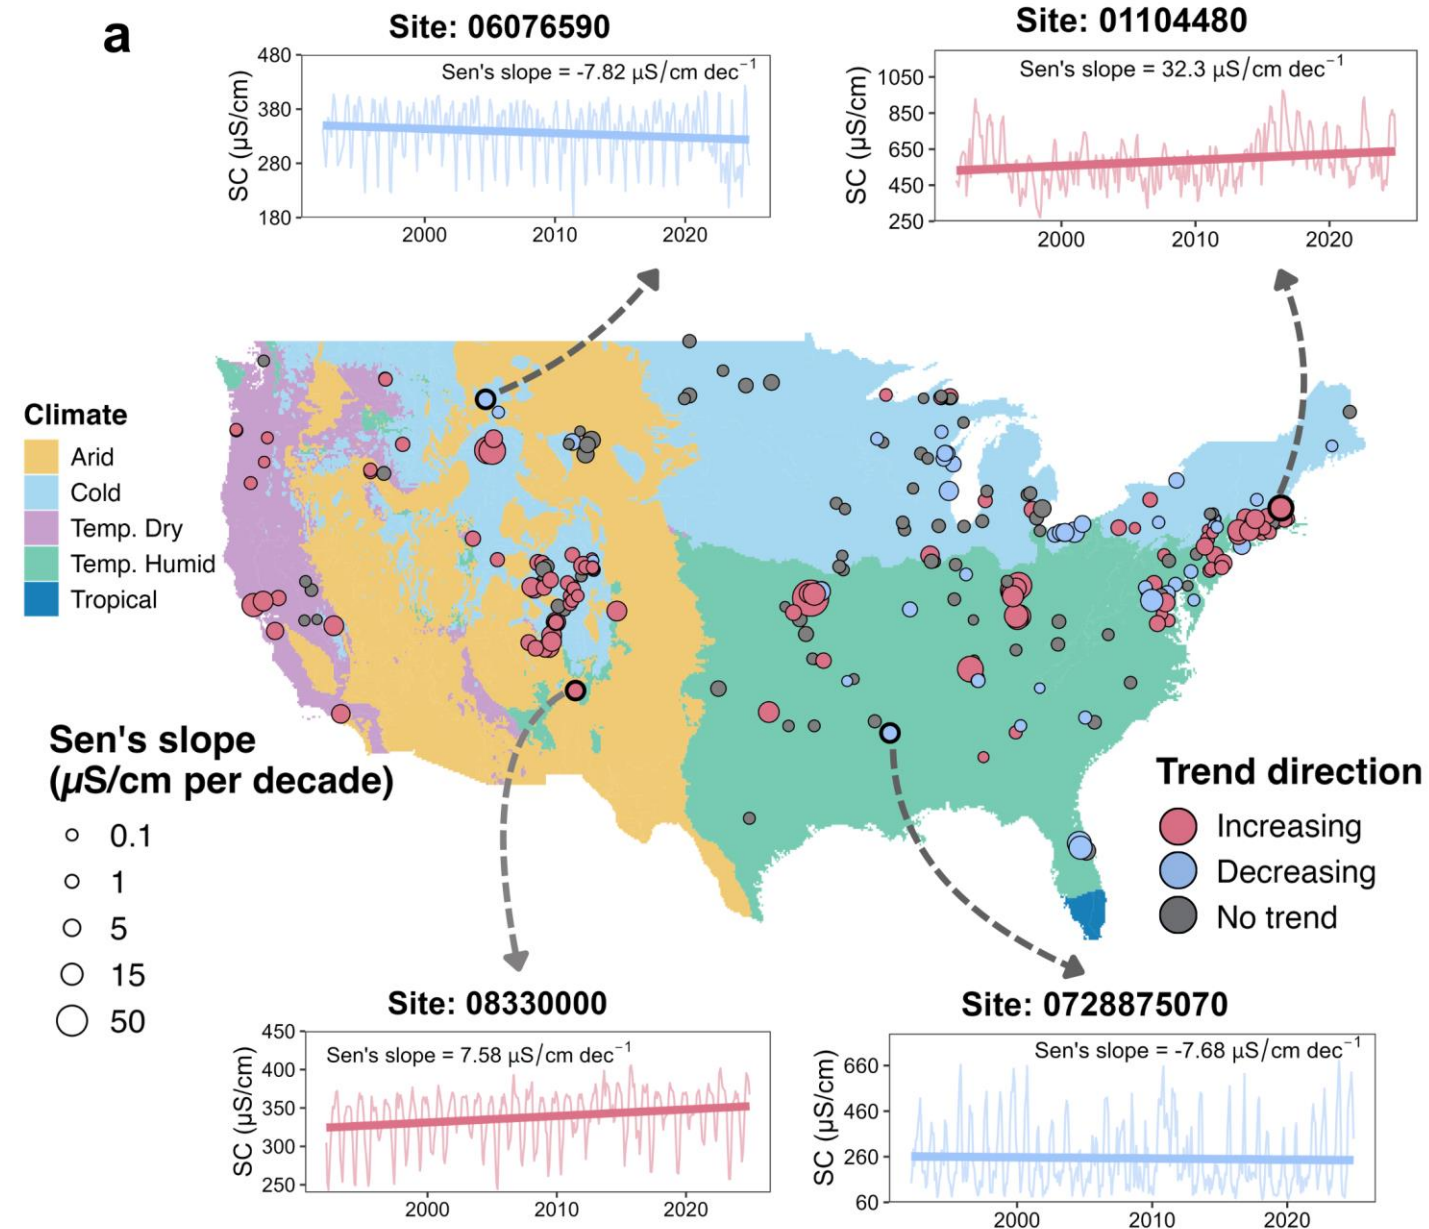 a
Site: 06076590
Sen's slope = -7.82 µS/cm dec⁻¹
SC (µS/cm)
480
380
280
180
2000 2010 2020
Site: 01104480
Sen's slope = 32.3 µS/cm dec⁻¹
SC (µS/cm)
1050
850
650
450
250
2000 2010 2020
Climate
Arid
Cold
Temp. Dry
Temp. Humid
Tropical
Sen's slope
(µS/cm per decade)
0.1
1
5
15
50
Trend direction
Increasing
Decreasing
No trend
Site: 08330000
Sen's slope = 7.58 µS/cm dec⁻¹
SC (µS/cm)
450
400
350
300
250
2000 2010 2020
Site: 0728875070
Sen's slope = -7.68 µS/cm dec⁻¹
SC (µS/cm)
660
460
260
60
2000 2010 2020